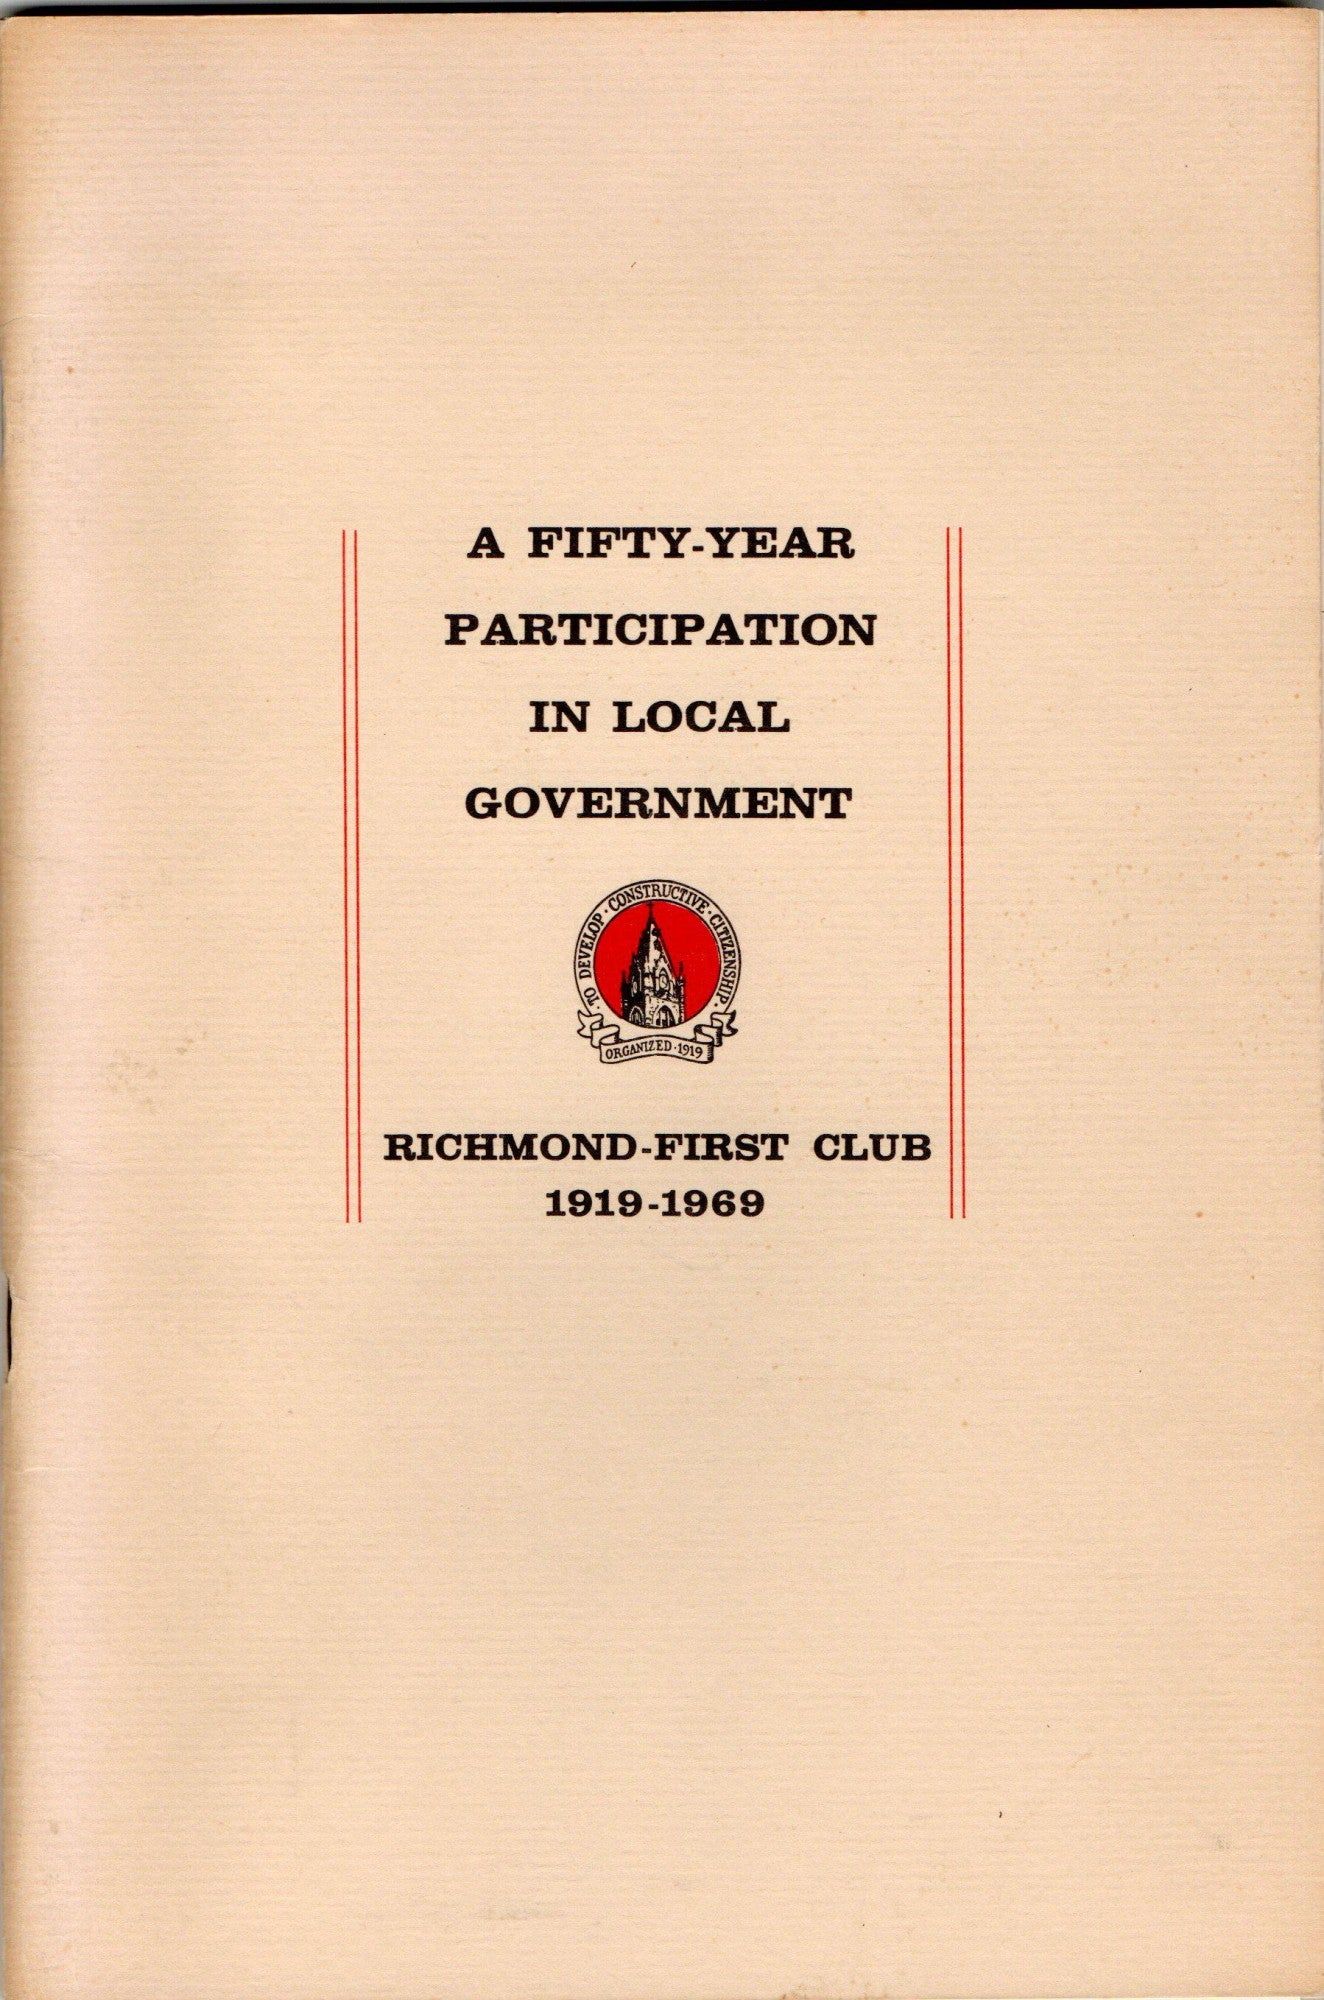 A FIFTY-YEAR
PARTICIPATION
IN LOCAL
GOVERNMENT
· TO DEVELOP · CONSTRUCTIVE · CITIZENSHIP ·
ORGANIZED · 1919
RICHMOND-FIRST CLUB
1919-1969